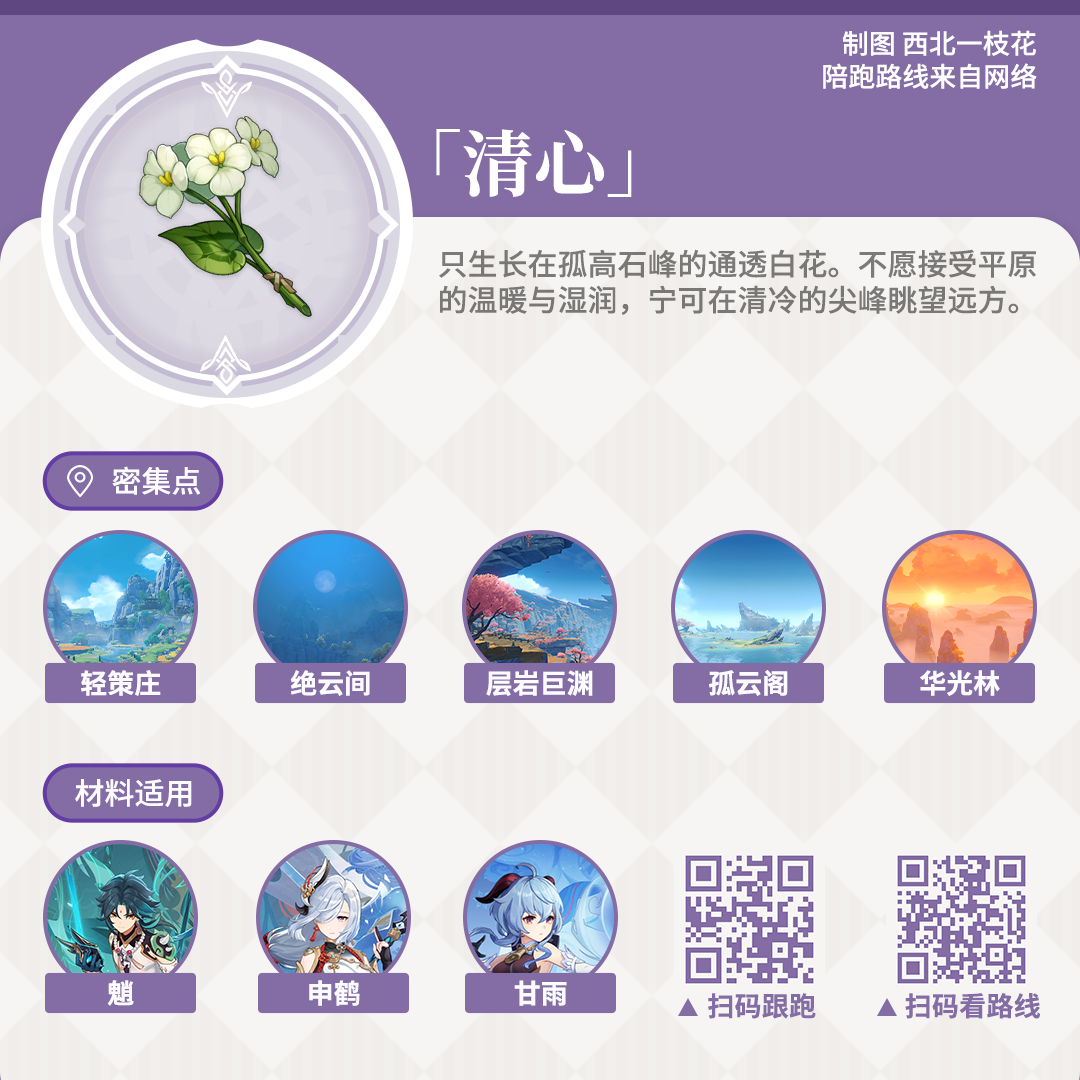 制图 西北一枝花
陪跑路线来自网络
「清心」
只生长在孤高石峰的通透白花。不愿接受平原
的温暖与湿润，宁可在清冷的尖峰眺望远方。
密集点
轻策庄
绝云间
层岩巨渊
孤云阁
华光林
材料适用
魈
申鹤
甘雨
▲ 扫码跟跑
▲ 扫码看路线